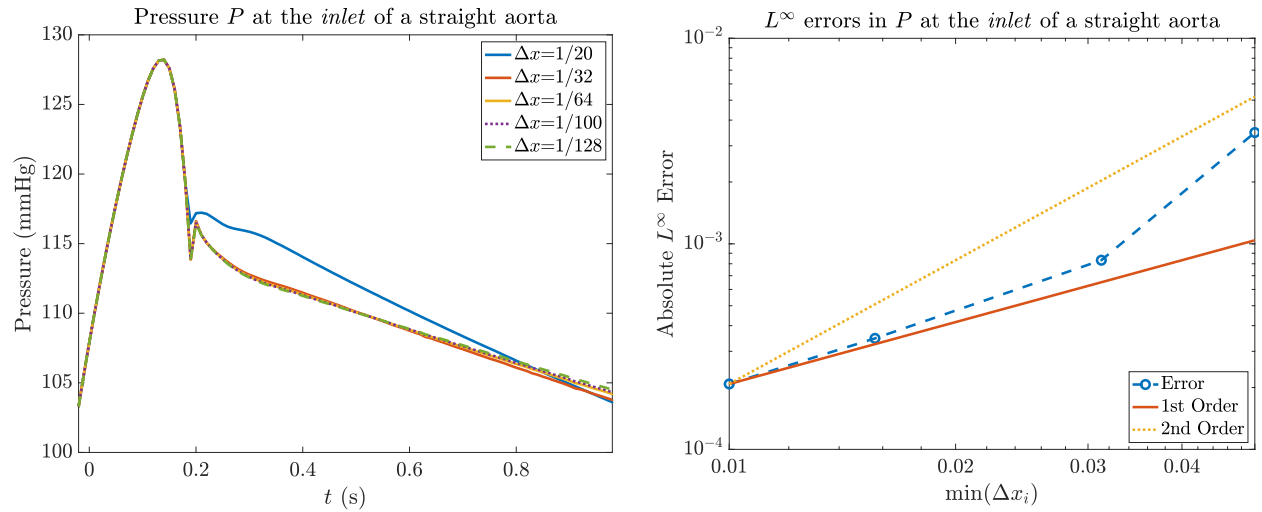 Pressure P at the inlet of a straight aorta
130
125
120
115
110
105
100
Pressure (mmHg)
0
0.2
0.4
0.6
0.8
t (s)
Δx=1/20
Δx=1/32
Δx=1/64
Δx=1/100
Δx=1/128
L^∞ errors in P at the inlet of a straight aorta
10^-2
10^-3
10^-4
Absolute L^∞ Error
0.01
0.02
0.03
0.04
min(Δx_i)
Error
1st Order
2nd Order